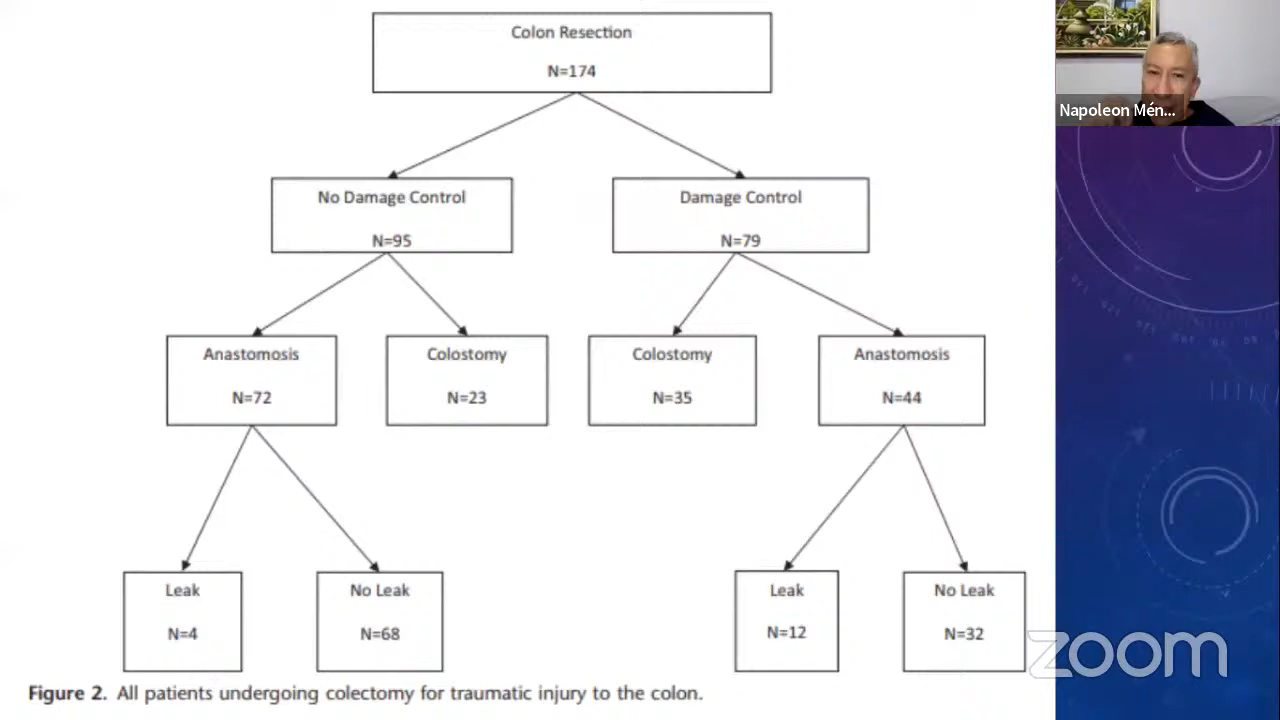 Colon Resection
N=174
Napoleon Mén...
No Damage Control
N=95
Damage Control
N=79
Anastomosis
N=72
Colostomy
N=23
Colostomy
N=35
Anastomosis
N=44
Leak
N=4
No Leak
N=68
Leak
N=12
No Leak
N=32
zoom
Figure 2. All patients undergoing colectomy for traumatic injury to the colon.